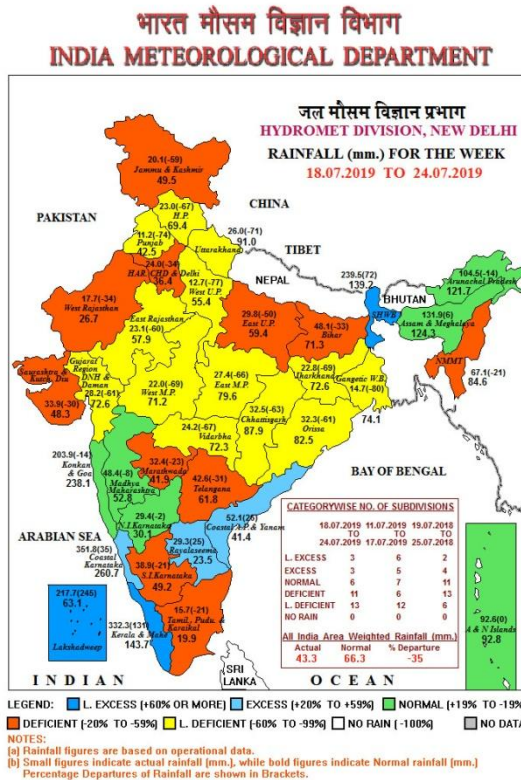 भारत मौसम विज्ञान विभाग
INDIA METEOROLOGICAL DEPARTMENT
जल मौसम विज्ञान प्रभाग
HYDROMET DIVISION, NEW DELHI
RAINFALL (mm.) FOR THE WEEK
18.07.2019 TO 24.07.2019
20.1(-59)
Jammu & Kashmir
49.5
PAKISTAN
CHINA
TIBET
NEPAL
BHUTAN
23.0(-67)
H.P.
69.4
11.2(-74)
Punjab
42.5
26.0(-71)
Uttarakhand
91.0
24.0(-34)
HAR. CHD & Delhi
36.4
12.7(-77)
West U.P.
55.4
17.7(-34)
West Rajasthan
26.7
East Rajasthan
23.1(-60)
57.9
29.8(-50)
East U.P.
59.4
48.1(-33)
Bihar
71.3
239.5(72)
139.2
SHWB
104.5(-14)
Arunachal Pradesh
121.7
131.9(6)
Assam & Meghalaya
124.3
NMMT
67.1(-21)
84.6
Saurashtra & Kutch, Diu
33.9(-30)
48.3
Gujarat
Region
DNH &
Daman
28.2(-61)
72.6
22.0(-69)
West M.P.
71.2
27.4(-66)
East M.P.
79.6
22.8(-69)
Jharkhand
72.6
Gangetic W.B.
14.7(-80)
74.1
24.2(-67)
Vidarbha
72.3
32.5(-63)
Chhattisgarh
87.9
32.3(-61)
Orissa
82.5
203.9(-14)
Konkan
and Goa
238.1
48.4(-8)
Madhya
Maharashtra
52.8
32.4(-23)
Marathwada
41.9
42.6(-31)
Telangana
61.8
29.4(-2)
N.I.Karnataka
30.1
52.1(26)
Coastal A.P. & Yanam
41.4
29.3(25)
Rayalaseema
23.5
BAY OF BENGAL
ARABIAN SEA
351.8(35)
Coastal
Karnataka
260.7
38.9(-21)
S.I.Karnataka
49.2
217.7(245)
63.1
Lakshadweep
332.3(131)
Kerala & Mahe
143.7
15.7(-21)
Tamil, Pudu. &
Karaikal
19.9
92.6(0)
A & N Islands
92.8
CATEGORYWISE NO. OF SUBDIVISIONS
18.07.2019 11.07.2019 19.07.2018
TO TO TO
24.07.2019 17.07.2019 25.07.2018
L. EXCESS 3 6 2
EXCESS 3 5 4
NORMAL 6 7 11
DEFICIENT 11 6 13
L. DEFICIENT 13 12 6
NO RAIN 0 0 0
All India Area Weighted Rainfall (mm.)
Actual Normal % Departure
43.3 66.3 -35
SRI
LANKA
INDIAN OCEAN
LEGEND: L. EXCESS (+60% OR MORE) EXCESS (+20% TO +59%) NORMAL (+19% TO -19%)
DEFICIENT (-20% TO -59%) L. DEFICIENT (-60% TO -99%) NO RAIN (-100%) NO DATA
NOTES:
(a) Rainfall figures are based on operational data.
(b) Small figures indicate actual rainfall (mm.), while bold figures indicate Normal rainfall (mm.)
Percentage Departures of Rainfall are shown in Brackets.